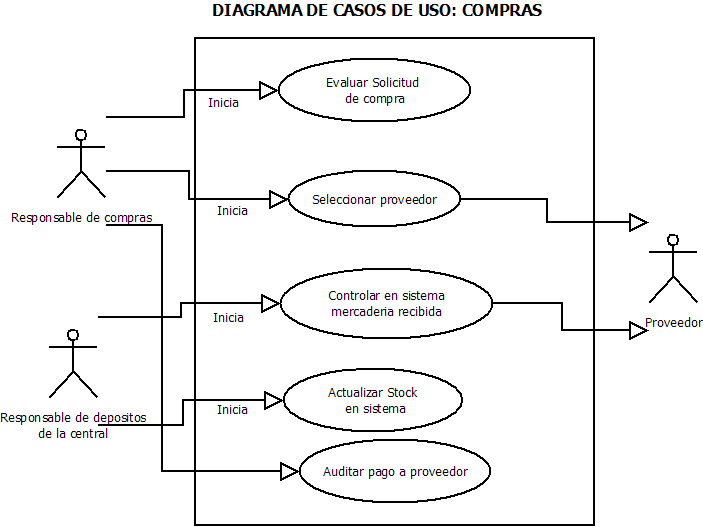 DIAGRAMA DE CASOS DE USO: COMPRAS
Evaluar Solicitud
de compra
Inicia
Responsable de compras
Seleccionar proveedor
Inicia
Controlar en sistema
mercaderia recibida
Inicia
Proveedor
Actualizar Stock
en sistema
Inicia
Responsable de depositos
de la central
Auditar pago a proveedor